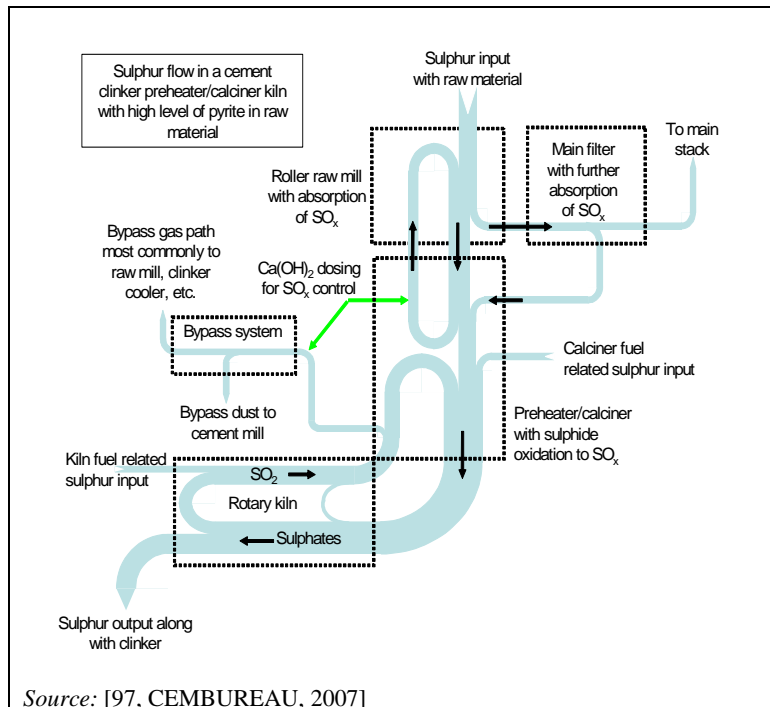 Sulphur flow in a cement
clinker preheater/calciner kiln
with high level of pyrite in raw
material
Sulphur input
with raw material
To main
stack
Main filter
with further
absorption
of SOx
Roller raw mill
with absorption
of SOx
Bypass gas path
most commonly to
raw mill, clinker
cooler, etc.
Ca(OH)2 dosing
for SOx control
Bypass system
Calciner fuel
related sulphur input
Bypass dust to
cement mill
Preheater/calciner
with sulphide
oxidation to SOx
Kiln fuel related
sulphur input
SO2
Rotary kiln
Sulphates
Sulphur output along
with clinker
Source: [97, CEMBUREAU, 2007]